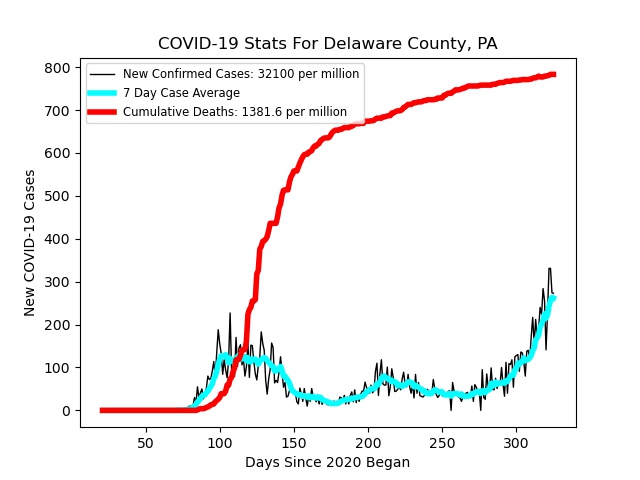 COVID-19 Stats For Delaware County, PA
New Confirmed Cases: 32100 per million
7 Day Case Average
Cumulative Deaths: 1381.6 per million
New COVID-19 Cases
800
700
600
500
400
300
200
100
0
50 100 150 200 250 300
Days Since 2020 Began